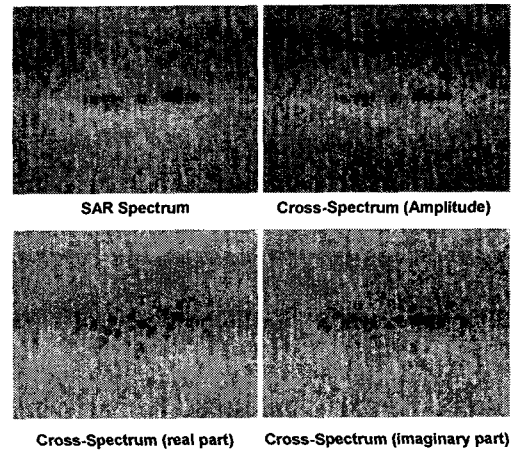 SAR Spectrum
Cross-Spectrum (Amplitude)
Cross-Spectrum (real part)
Cross-Spectrum (imaginary part)